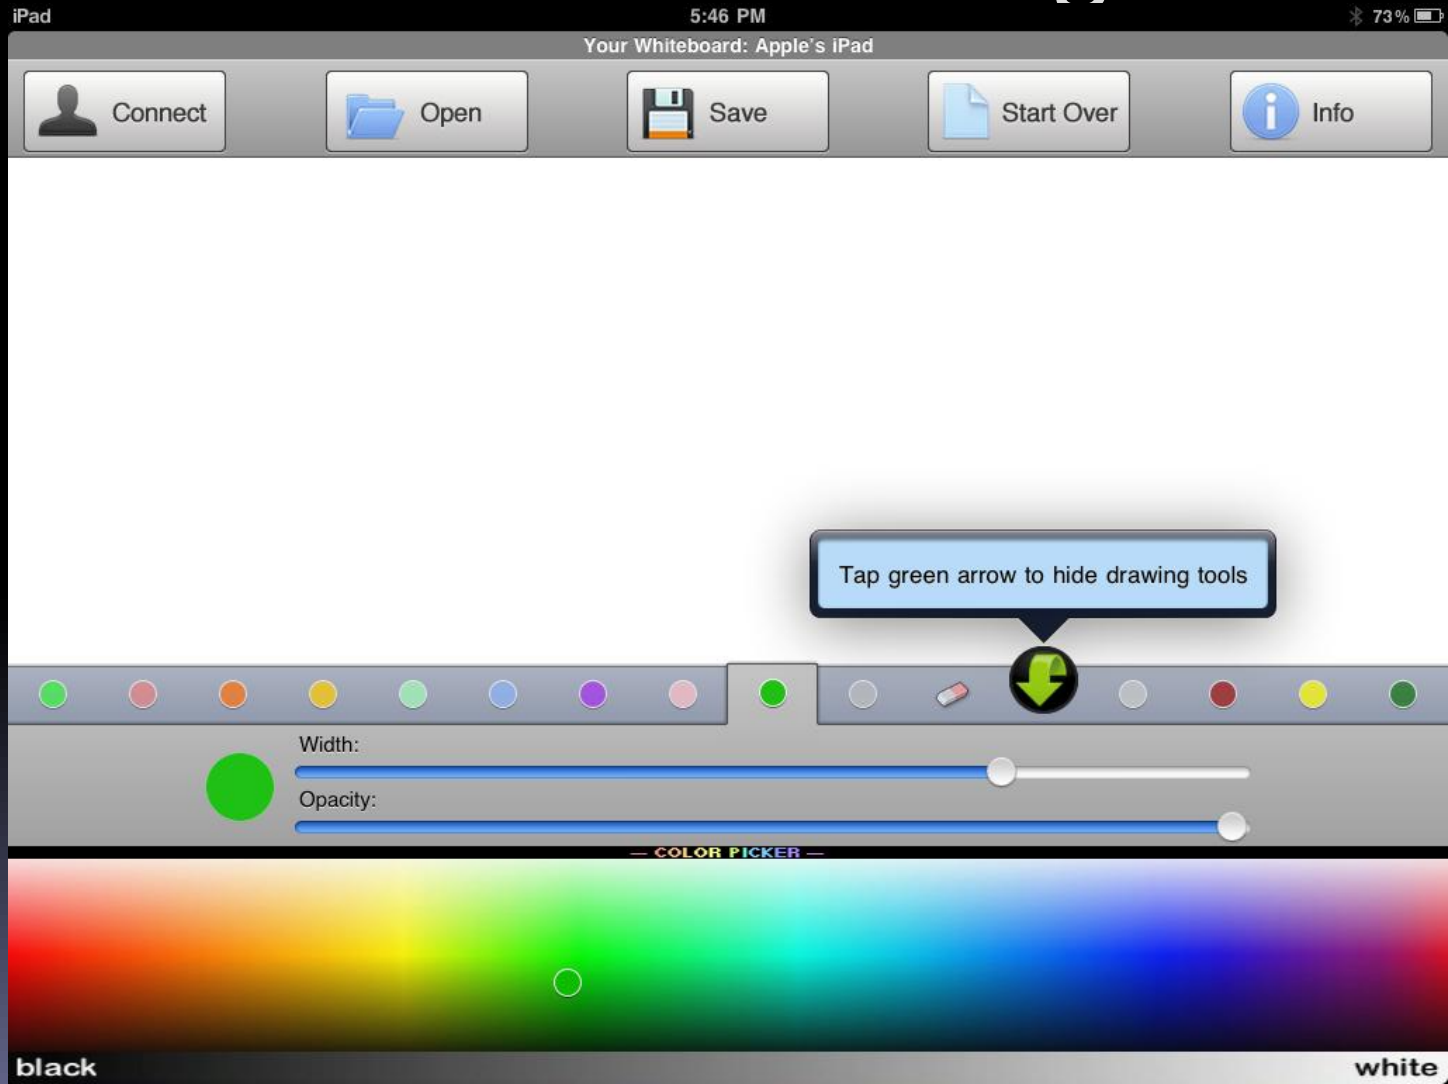 iPad 5:46 PM 73%
Your Whiteboard: Apple's iPad
Connect Open Save Start Over Info
Tap green arrow to hide drawing tools
Width:
Opacity:
— COLOR PICKER —
black white